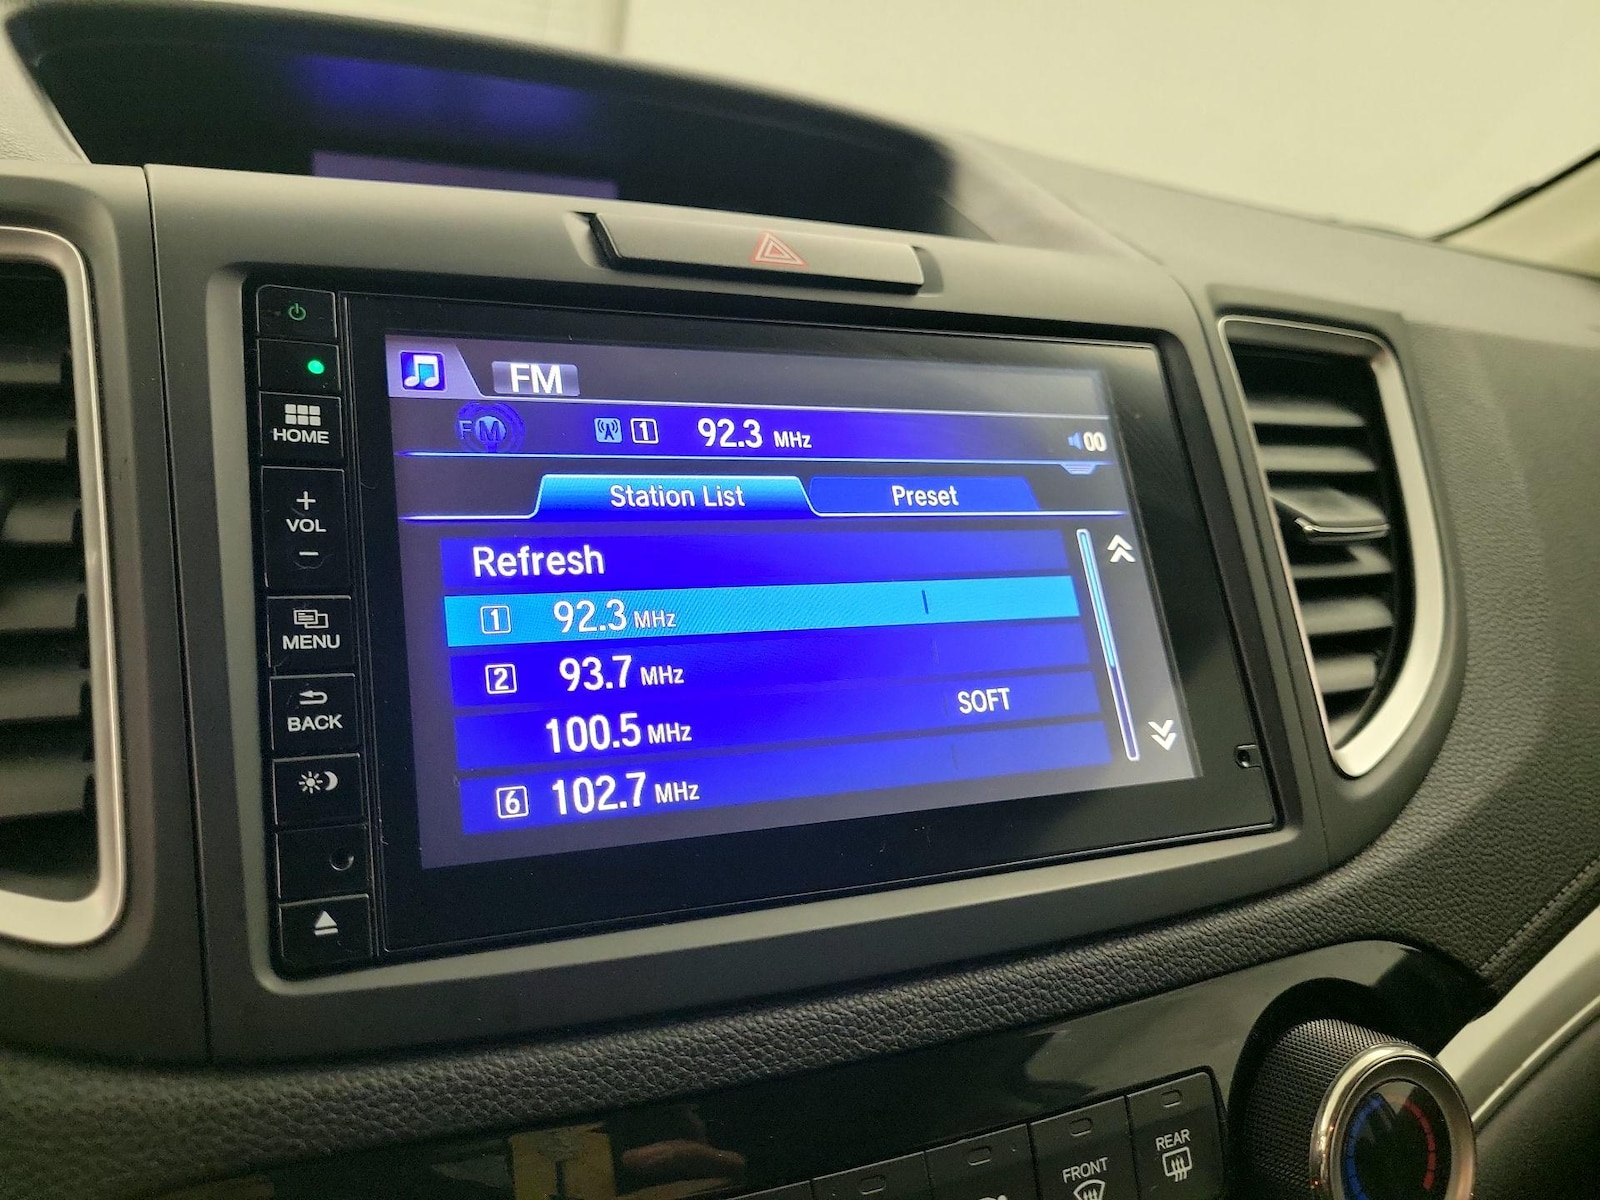 FM
FM 1 92.3 MHz 00
Station List Preset
Refresh
1 92.3 MHz
2 93.7 MHz
100.5 MHz SOFT
6 102.7 MHz
HOME
+
VOL
−
MENU
BACK
FRONT
REAR